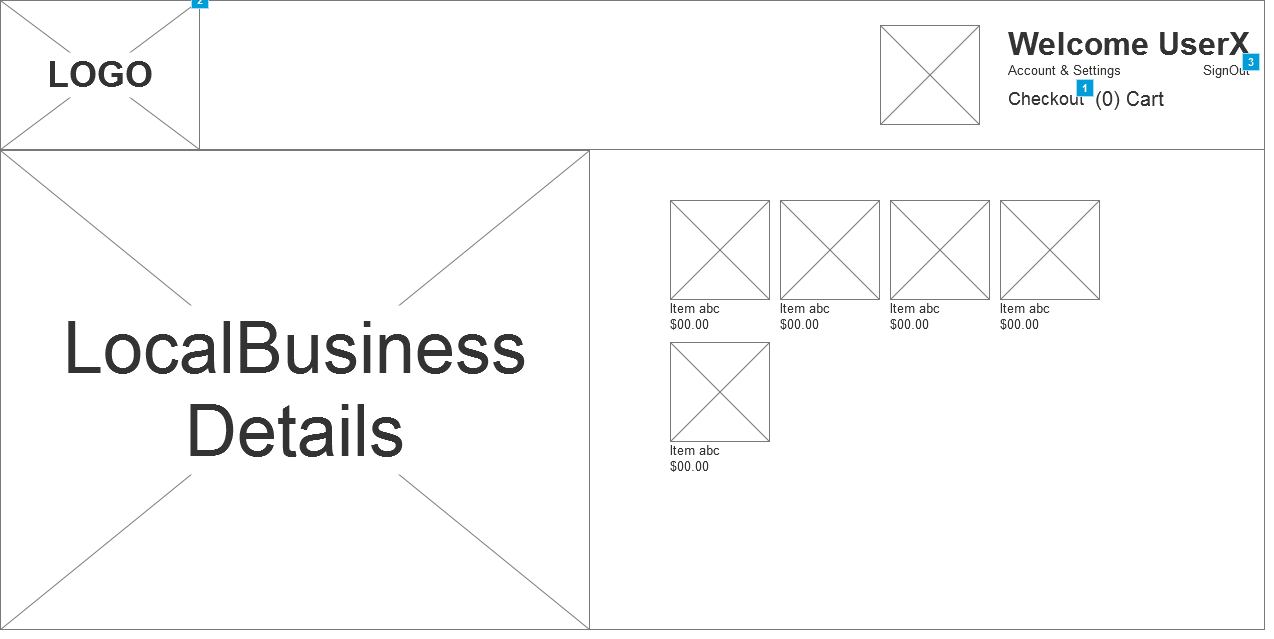 2
LOGO
Welcome UserX
3
Account & Settings SignOut
1
Checkout (0) Cart
LocalBusiness
Details
Item abc Item abc Item abc Item abc
$00.00 $00.00 $00.00 $00.00
Item abc
$00.00